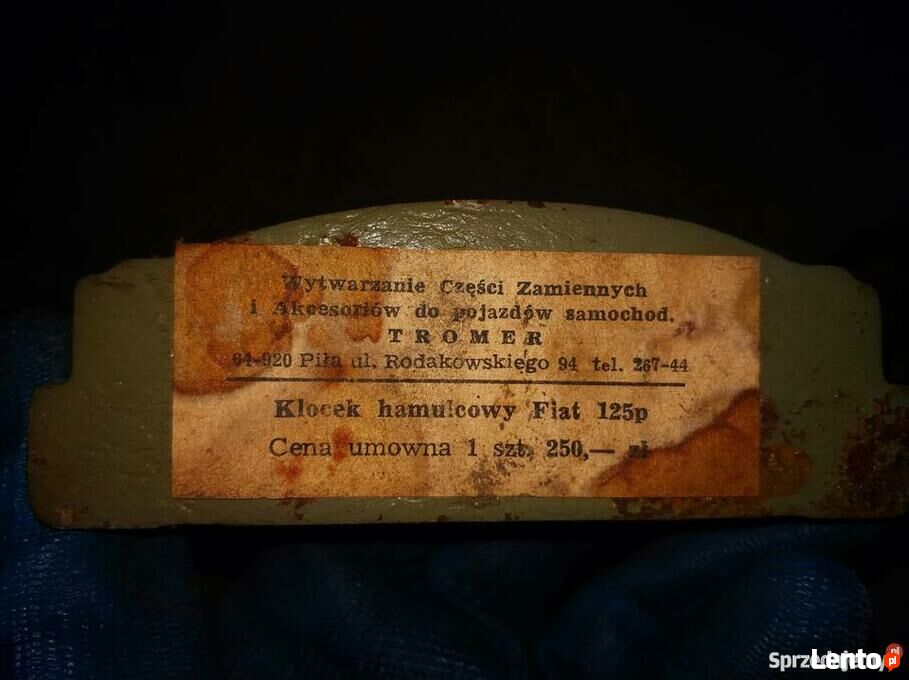 Wytwarzanie Części Zamiennych
i Akcesoriów do pojazdów samochod.
TROMER
64-920 Piła ul. Rodakowskiego 94 tel. 267-44
Klocek hamulcowy Fiat 125p
Cena umowna 1 szt. 250,— zł
Lento.pl